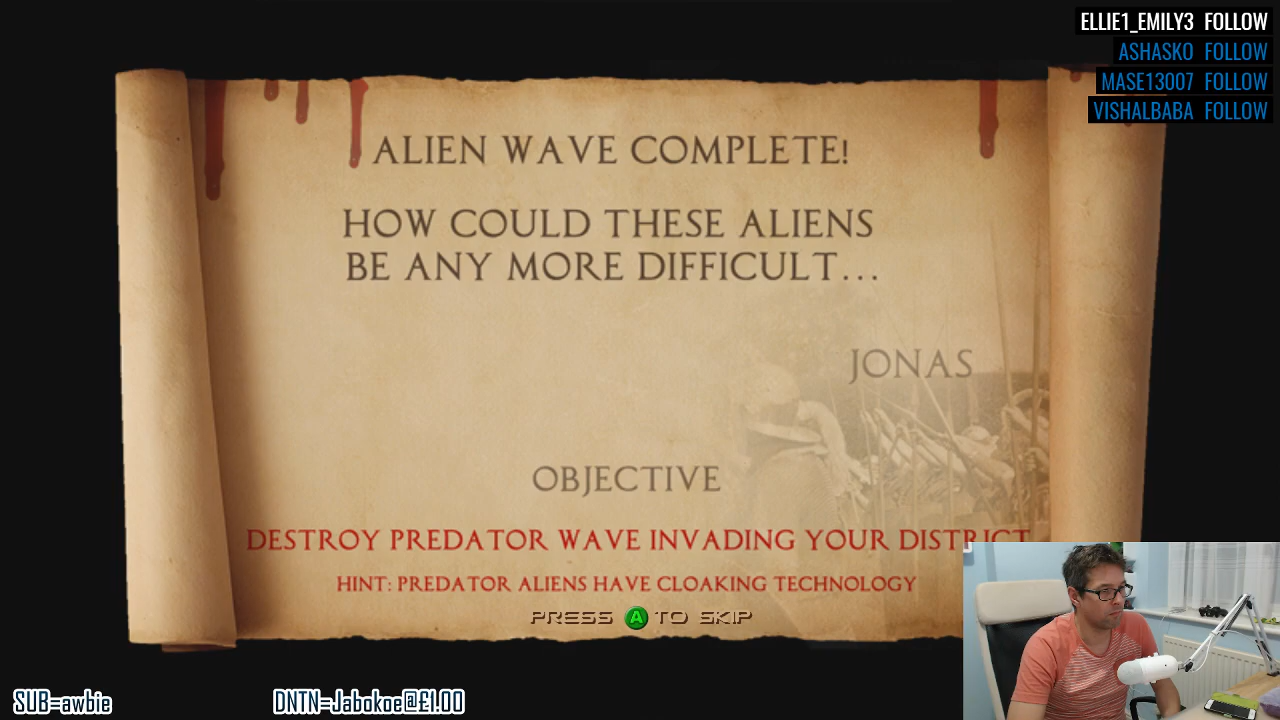 ELLIE1_EMILY3 FOLLOW
ASHASKO FOLLOW
MASE13007 FOLLOW
VISHALBABA FOLLOW
ALIEN WAVE COMPLETE!
HOW COULD THESE ALIENS
BE ANY MORE DIFFICULT...
JONAS
OBJECTIVE
DESTROY PREDATOR WAVE INVADING YOUR DISTRICT
HINT: PREDATOR ALIENS HAVE CLOAKING TECHNOLOGY
PRESS A TO SKIP
SUB=awbie
DNTN=Jabokoe@£1.00